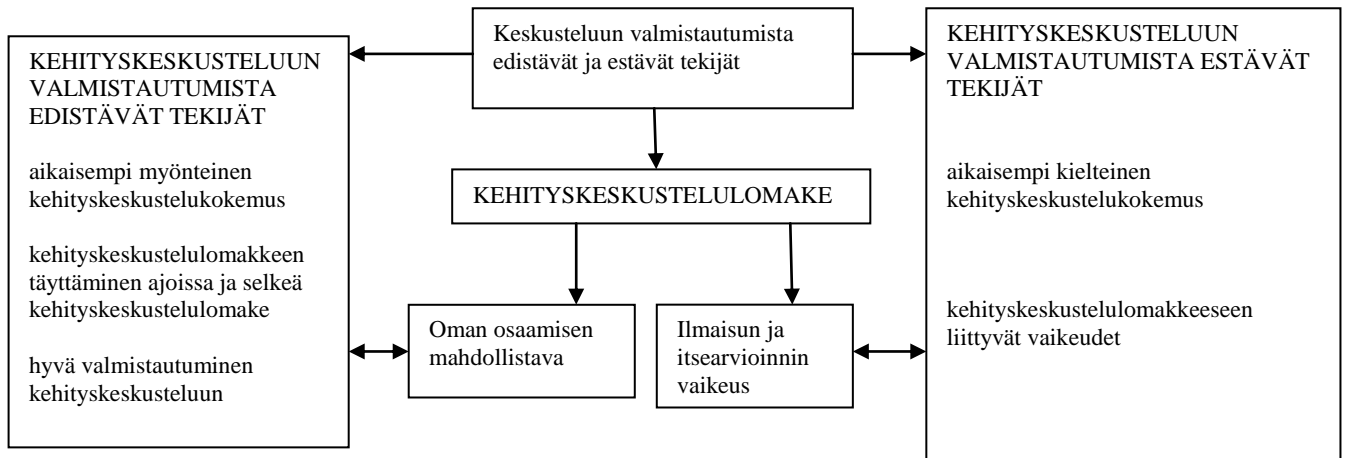 Keskusteluun valmistautumista
edistävät ja estävät tekijät
KEHITYSKESKUSTELUUN
VALMISTAUTUMISTA
EDISTÄVÄT TEKIJÄT
aikaisempi myönteinen
kehityskeskustelukokemus
kehityskeskustelulomakkeen
täyttäminen ajoissa ja selkeä
kehityskeskustelulomake
hyvä valmistautuminen
kehityskeskusteluun
KEHITYSKESKUSTELULOMAKE
Oman osaamisen
mahdollistava
Ilmaisun ja
itsearvioinnin
vaikeus
KEHITYSKESKUSTELUUN
VALMISTAUTUMISTA ESTÄVÄT
TEKIJÄT
aikaisempi kielteinen
kehityskeskustelukokemus
kehityskeskustelulomakkeeseen
liittyvät vaikeudet